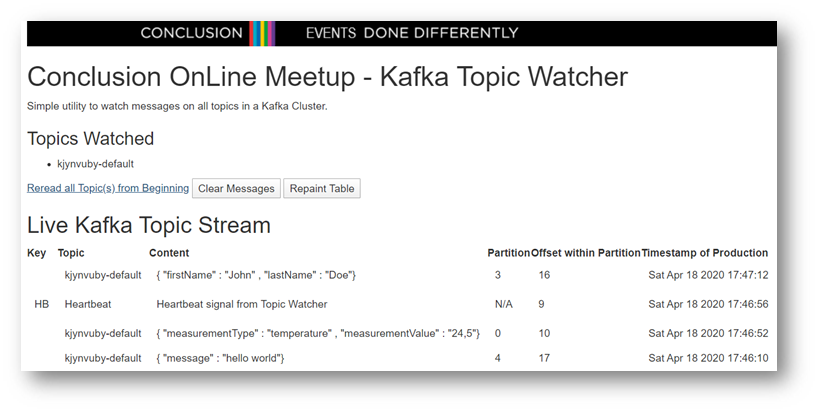 CONCLUSION EVENTS DONE DIFFERENTLY
Conclusion OnLine Meetup - Kafka Topic Watcher
Simple utility to watch messages on all topics in a Kafka Cluster.
Topics Watched
• kjynvuby-default
Reread all Topic(s) from Beginning Clear Messages Repaint Table
Live Kafka Topic Stream
Key Topic Content Partition Offset within Partition Timestamp of Production
kjynvuby-default { "firstName" : "John" , "lastName" : "Doe"} 3 16 Sat Apr 18 2020 17:47:12
HB Heartbeat Heartbeat signal from Topic Watcher N/A 9 Sat Apr 18 2020 17:46:56
kjynvuby-default { "measurementType" : "temperature" , "measurementValue" : "24,5"} 0 10 Sat Apr 18 2020 17:46:52
kjynvuby-default { "message" : "hello world"} 4 17 Sat Apr 18 2020 17:46:10